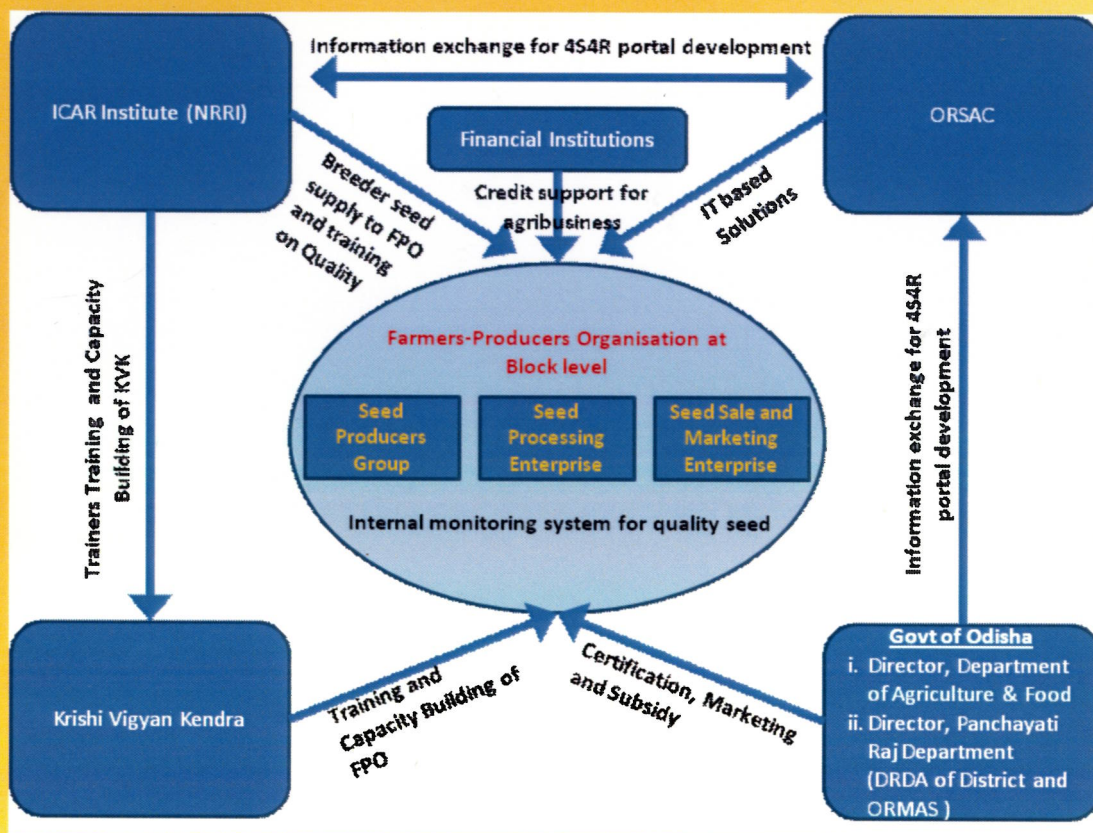 Information exchange for 4S4R portal development
ICAR Institute (NRRI)
Financial Institutions
ORSAC
Breeder seed
supply to FPO
and training
on Quality
Credit support for
agribusiness
IT based
Solutions
Trainers Training and Capacity
Building of KVK
Farmers-Producers Organisation at
Block level
Seed
Producers
Group
Seed
Processing
Enterprise
Seed Sale and
Marketing
Enterprise
Internal monitoring system for quality seed
Information exchange for 4S4R
portal development
Krishi Vigyan Kendra
Training and
Capacity Building of
FPO
Certification, Marketing
and Subsidy
Govt of Odisha
i. Director, Department
of Agriculture & Food
ii. Director, Panchayati
Raj Department
(DRDA of District and
ORMAS )